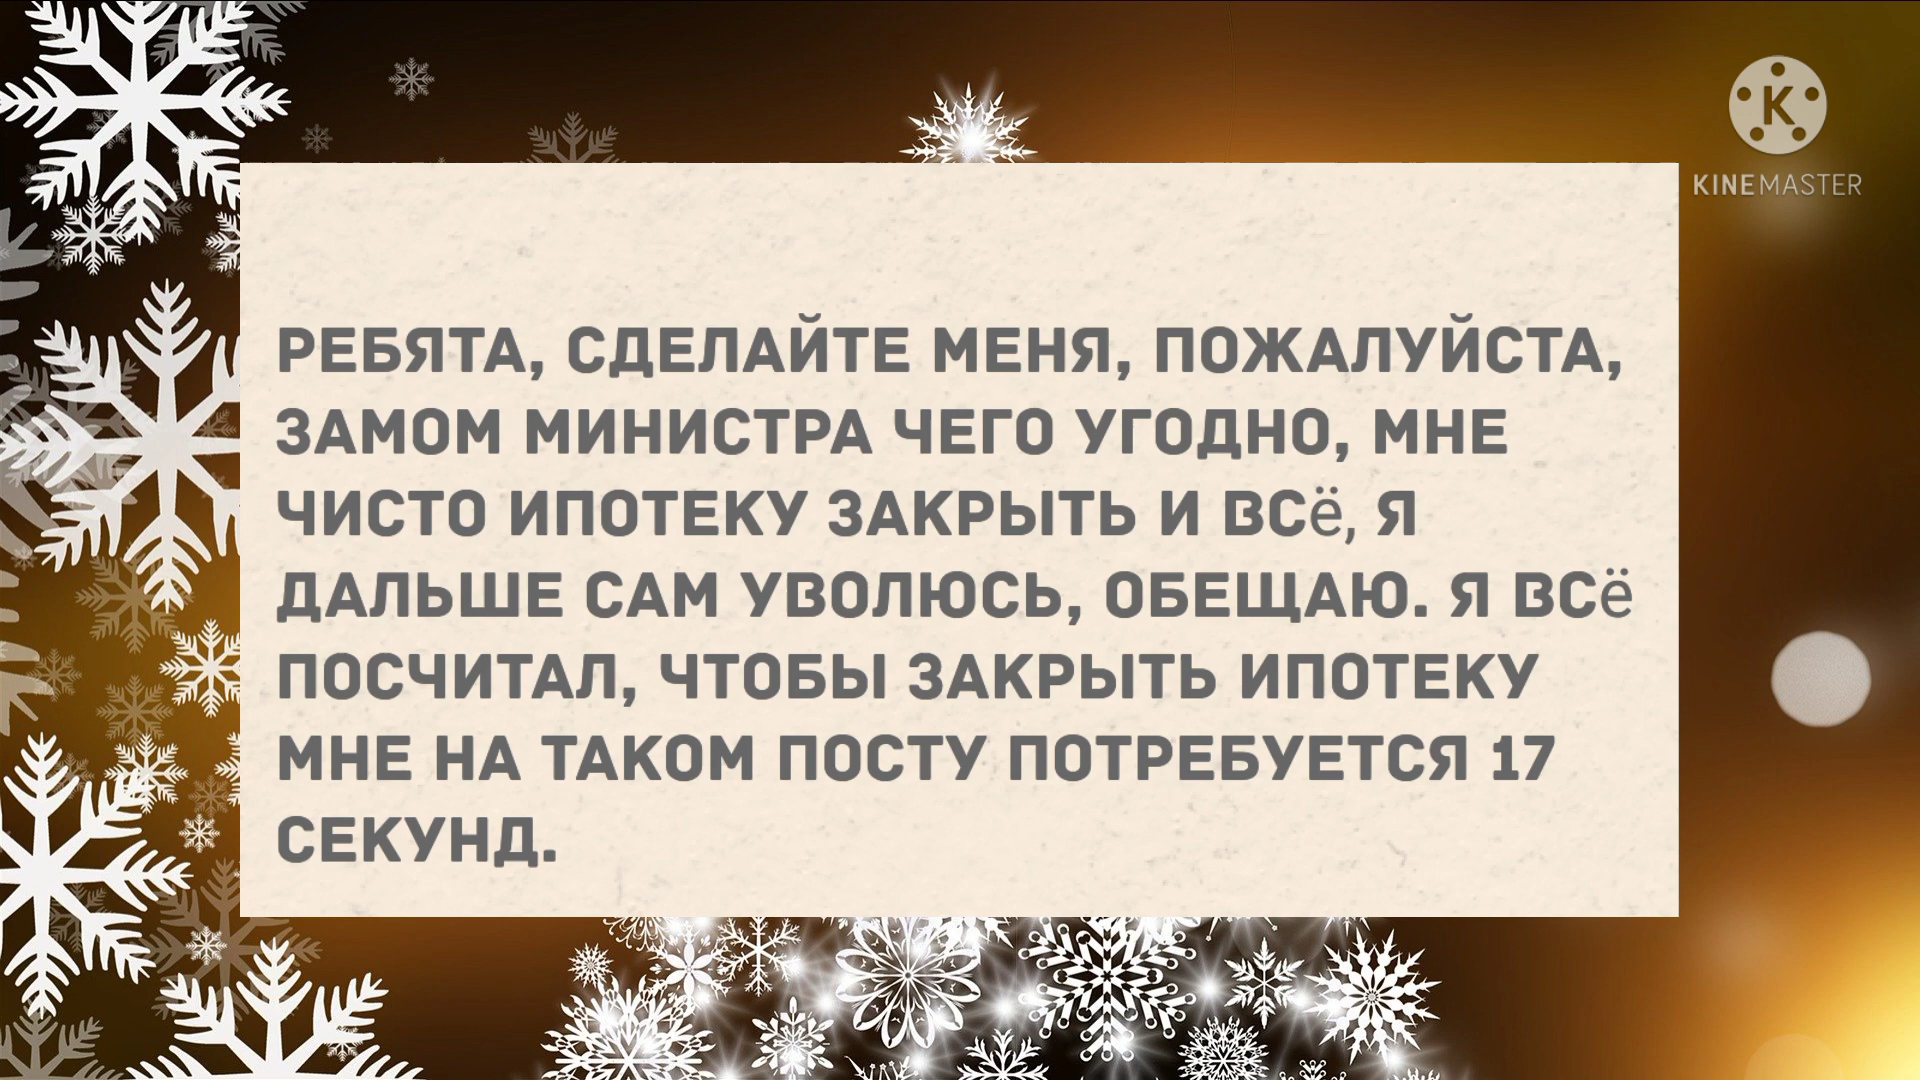 KINEMASTER
РЕБЯТА, СДЕЛАЙТЕ МЕНЯ, ПОЖАЛУЙСТА,
ЗАМОМ МИНИСТРА ЧЕГО УГОДНО, МНЕ
ЧИСТО ИПОТЕКУ ЗАКРЫТЬ И ВСё, Я
ДАЛЬШЕ САМ УВОЛЮСЬ, ОБЕЩАЮ. Я ВСё
ПОСЧИТАЛ, ЧТОБЫ ЗАКРЫТЬ ИПОТЕКУ
МНЕ НА ТАКОМ ПОСТУ ПОТРЕБУЕТСЯ 17
СЕКУНД.